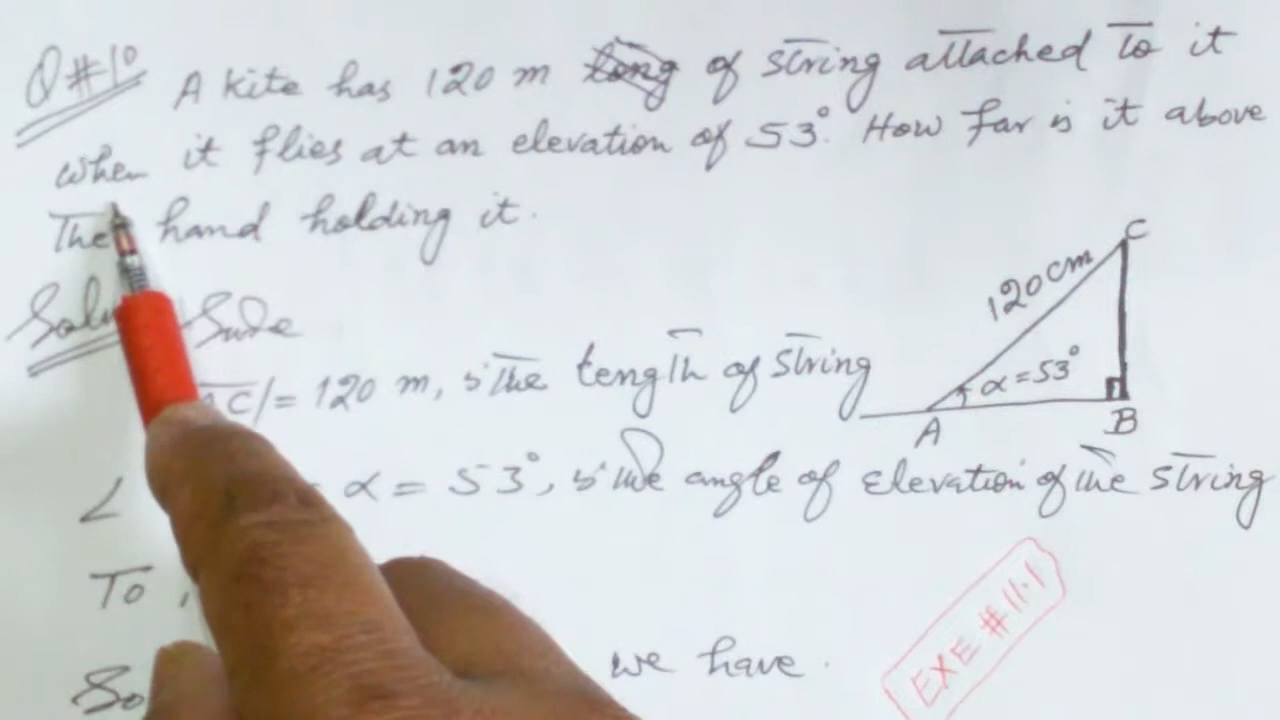 Q#10 A kite has 120 m long of string attached to it
when it flies at an elevation of 53°. How far is it above
The hand holding it.
= 120 m, is the length of string
∠ α = 53°, is the angle of elevation of the string
To
So we have.
C
120 cm
α = 53°
A
B
EXE # 11.1